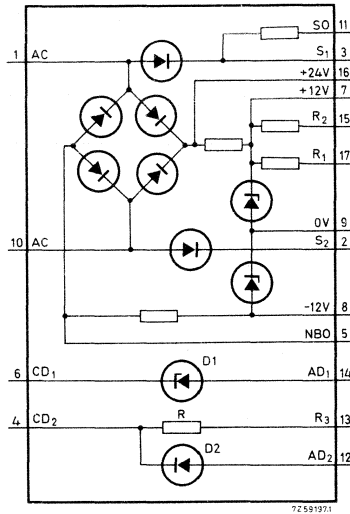 SO 11
1 AC S1 3
+24V 16
+12V 7
R2 15
R1 17
0V 9
10 AC S2 2
-12V 8
NBO 5
6 CD1 D1 AD1 14
4 CD2 R R3 13
D2 AD2 12
7Z59197.1